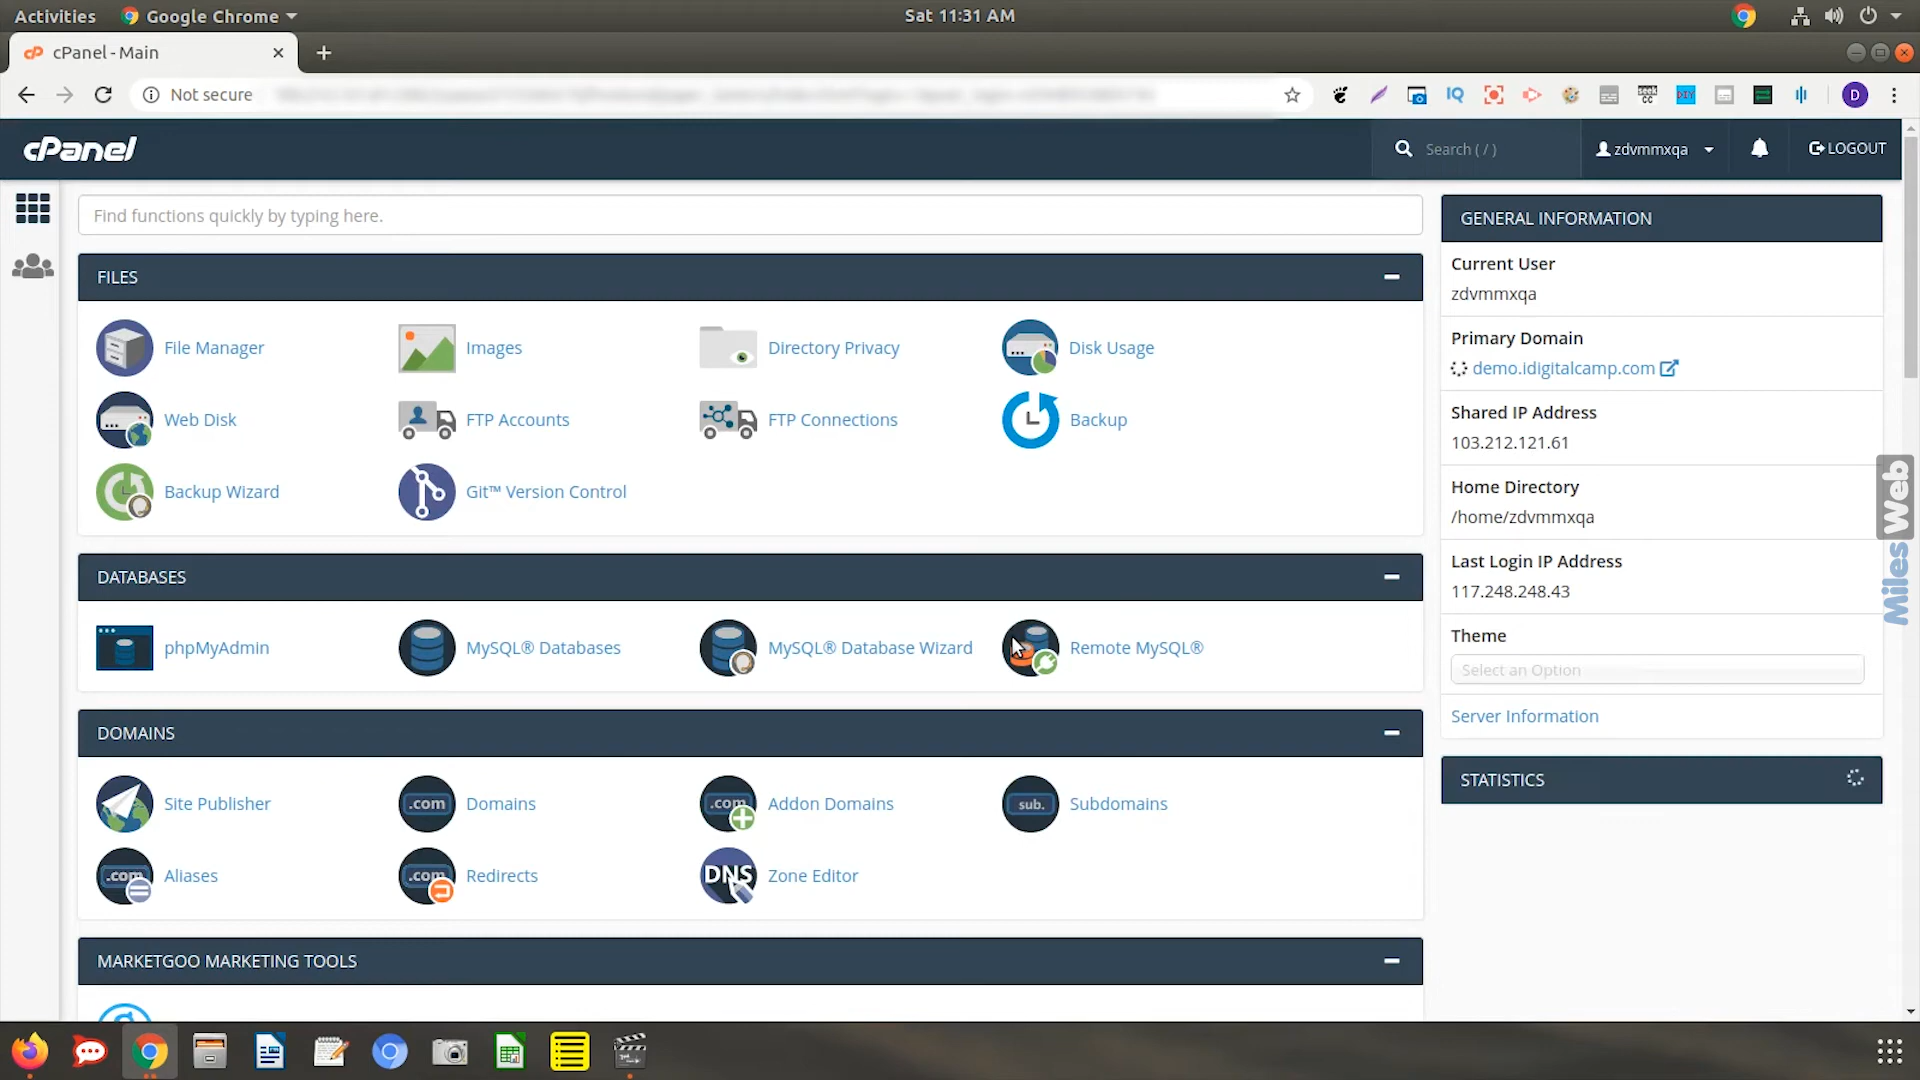 Activities
Google Chrome
Sat 11:31 AM
cPanel - Main
Not secure
D
cPanel
Search ( / )
zdvmmxqa
LOGOUT
Find functions quickly by typing here.
FILES
File Manager
Images
Directory Privacy
Disk Usage
Web Disk
FTP Accounts
FTP Connections
Backup
Backup Wizard
Git™ Version Control
DATABASES
phpMyAdmin
MySQL® Databases
MySQL® Database Wizard
Remote MySQL®
DOMAINS
Site Publisher
.com
Domains
.com
Addon Domains
sub.
Subdomains
.com
Aliases
.com
Redirects
DNS
Zone Editor
MARKETGOO MARKETING TOOLS
GENERAL INFORMATION
Current User
zdvmmxqa
Primary Domain
demo.idigitalcamp.com
Shared IP Address
103.212.121.61
Home Directory
/home/zdvmmxqa
Last Login IP Address
117.248.248.43
Theme
Select an Option
Server Information
STATISTICS
MilesWeb